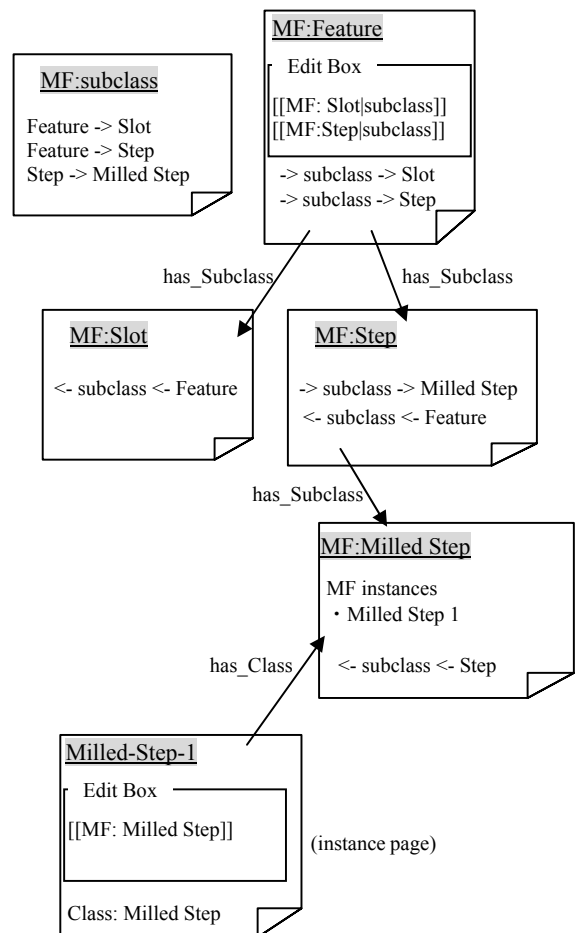 MF:subclass
Feature -> Slot
Feature -> Step
Step -> Milled Step
MF:Feature
Edit Box
[[MF: Slot|subclass]]
[[MF:Step|subclass]]
-> subclass -> Slot
-> subclass -> Step
has_Subclass
has_Subclass
MF:Slot
<- subclass <- Feature
MF:Step
-> subclass -> Milled Step
<- subclass <- Feature
has_Subclass
MF:Milled Step
MF instances
・Milled Step 1
<- subclass <- Step
has_Class
Milled-Step-1
Edit Box
[[MF: Milled Step]]
(instance page)
Class: Milled Step